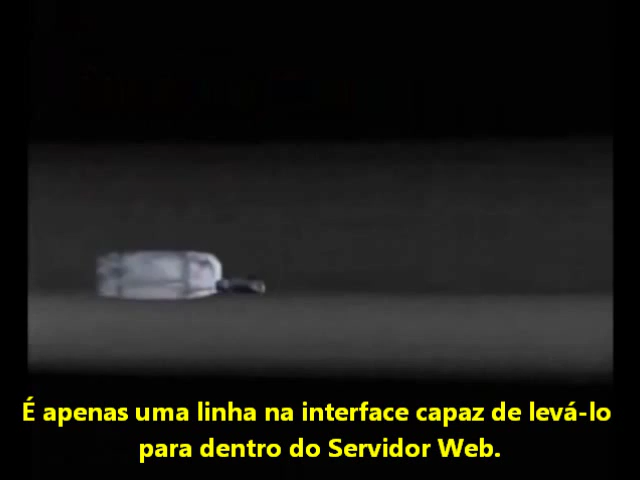 É apenas uma linha na interface capaz de levá-lo
para dentro do Servidor Web.